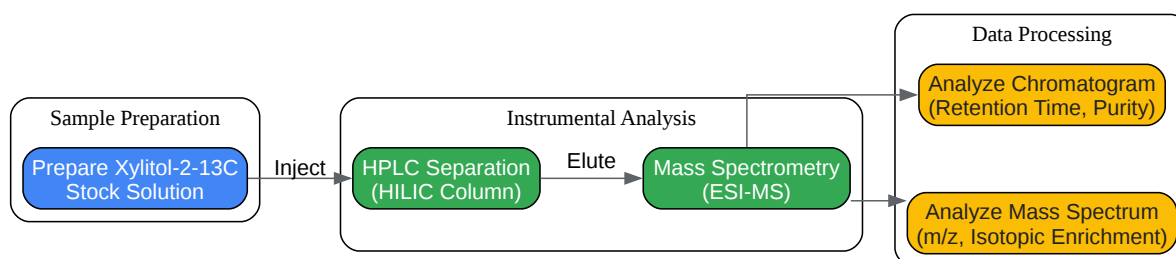 Sample Preparation
Prepare Xylitol-2-13C
Stock Solution
Inject
Instrumental Analysis
HPLC Separation
(HILIC Column)
Elute
Mass Spectrometry
(ESI-MS)
Data Processing
Analyze Chromatogram
(Retention Time, Purity)
Analyze Mass Spectrum
(m/z, Isotopic Enrichment)